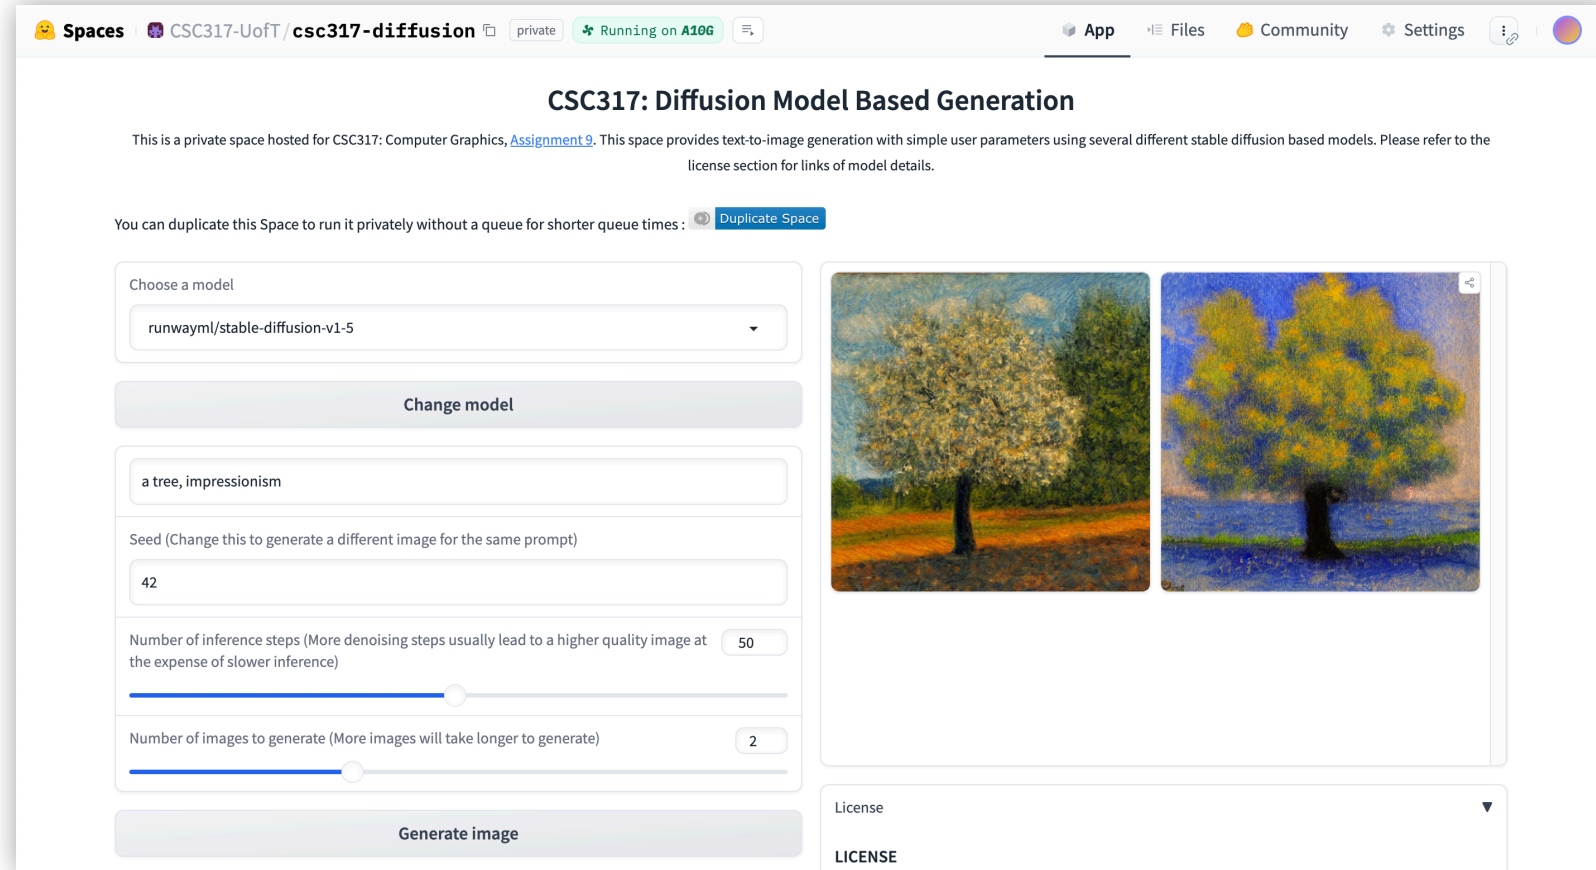 Spaces CSC317-UofT/csc317-diffusion private Running on A10G App Files Community Settings
CSC317: Diffusion Model Based Generation
This is a private space hosted for CSC317: Computer Graphics, Assignment 9. This space provides text-to-image generation with simple user parameters using several different stable diffusion based models. Please refer to the
license section for links of model details.
You can duplicate this Space to run it privately without a queue for shorter queue times : Duplicate Space
Choose a model
runwayml/stable-diffusion-v1-5
Change model
a tree, impressionism
Seed (Change this to generate a different image for the same prompt)
42
Number of inference steps (More denoising steps usually lead to a higher quality image at
the expense of slower inference)
50
Number of images to generate (More images will take longer to generate)
2
Generate image
License
LICENSE